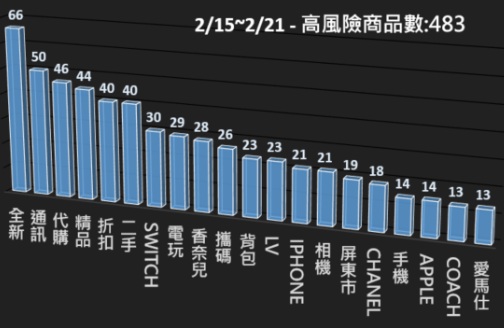 2/15~2/21 - 高風險商品數:483
66
50
46
44
40
40
30
29
28
26
23
23
21
21
19
18
14
14
13
13
全新
通訊
代購
精品
折扣
二手
SWITCH
電玩
香奈兒
攜碼
背包
LV
IPHONE
相機
屏東市
CHANEL
手機
APPLE
COACH
愛馬仕